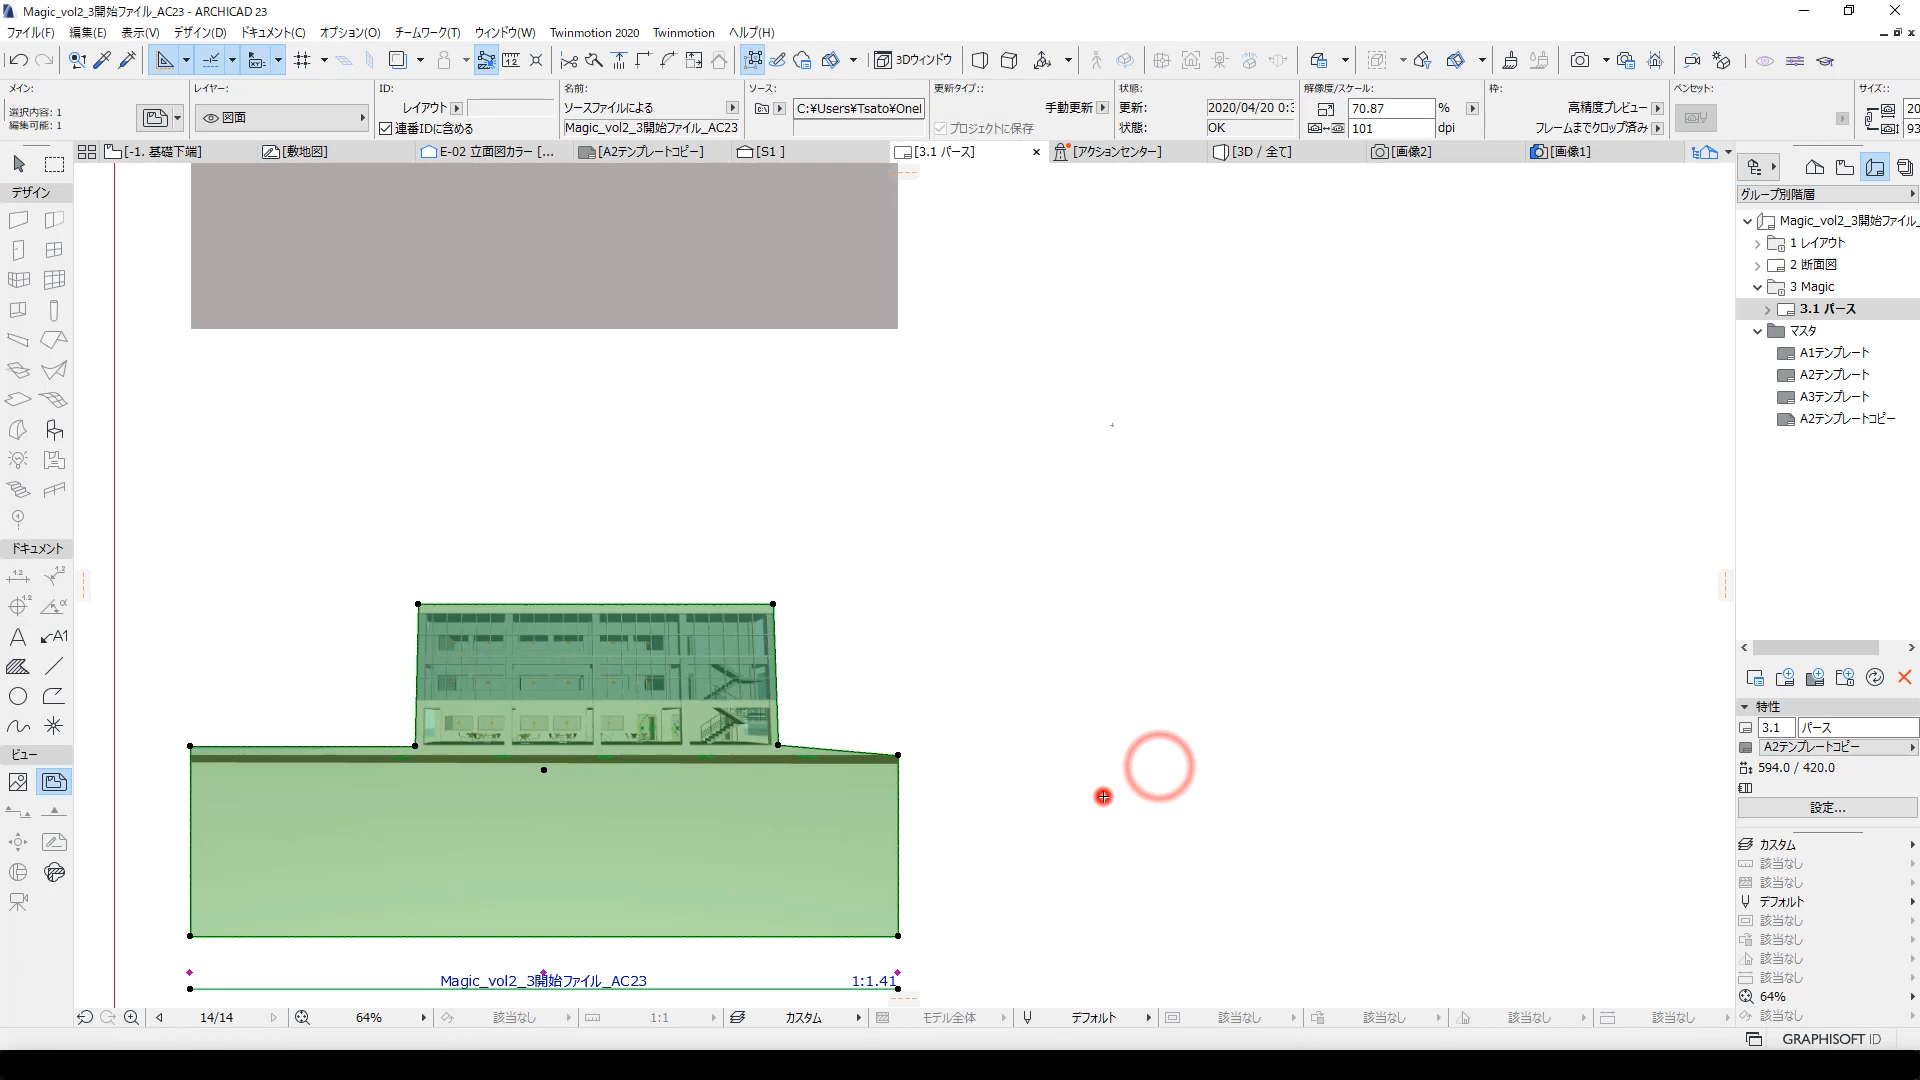 Magic_vol2_3開始ファイル_AC23 - ARCHICAD 23
ファイル(F) 編集(E) 表示(V) デザイン(D) ドキュメント(C) オプション(O) チームワーク(T) ウィンドウ(W) Twinmotion 2020 Twinmotion ヘルプ(H)
3Dウィンドウ
メイン:
選択内容: 1
編集可能: 1
レイヤー:
図面
ID:
レイアウト
連番IDに含める
名前:
ソースファイルによる
Magic_vol2_3開始ファイル_AC23
ソース:
C:¥Users¥Tsato¥Onel
更新タイプ::
手動更新
プロジェクトに保存
状態:
更新: 2020/04/20 0:3
状態: OK
解像度/スケール:
70.87 %
101 dpi
枠:
高精度プレビュー
フレームまでクロップ済み
ペンセット:
サイズ::
20
93
[-1. 基礎下端] [敷地図] E-02 立面図カラー [... [A2テンプレートコピー] [S1 ] [3.1 パース] [アクションセンター] [3D / 全て] [画像2] [画像1]
デザイン
ドキュメント
ビュー
1.2
1.2
1.2
α
A
A1
グループ別階層
Magic_vol2_3開始ファイル_
1 レイアウト
2 断面図
3 Magic
3.1 パース
マスタ
A1テンプレート
A2テンプレート
A3テンプレート
A2テンプレートコピー
特性
3.1 パース
A2テンプレートコピー
594.0 / 420.0
設定...
カスタム
該当なし
該当なし
デフォルト
該当なし
該当なし
該当なし
該当なし
64%
該当なし
Magic_vol2_3開始ファイル_AC23 1:1.41
14/14 64% 該当なし 1:1 カスタム モデル全体 デフォルト 該当なし 該当なし 該当なし 該当なし
GRAPHISOFT ID